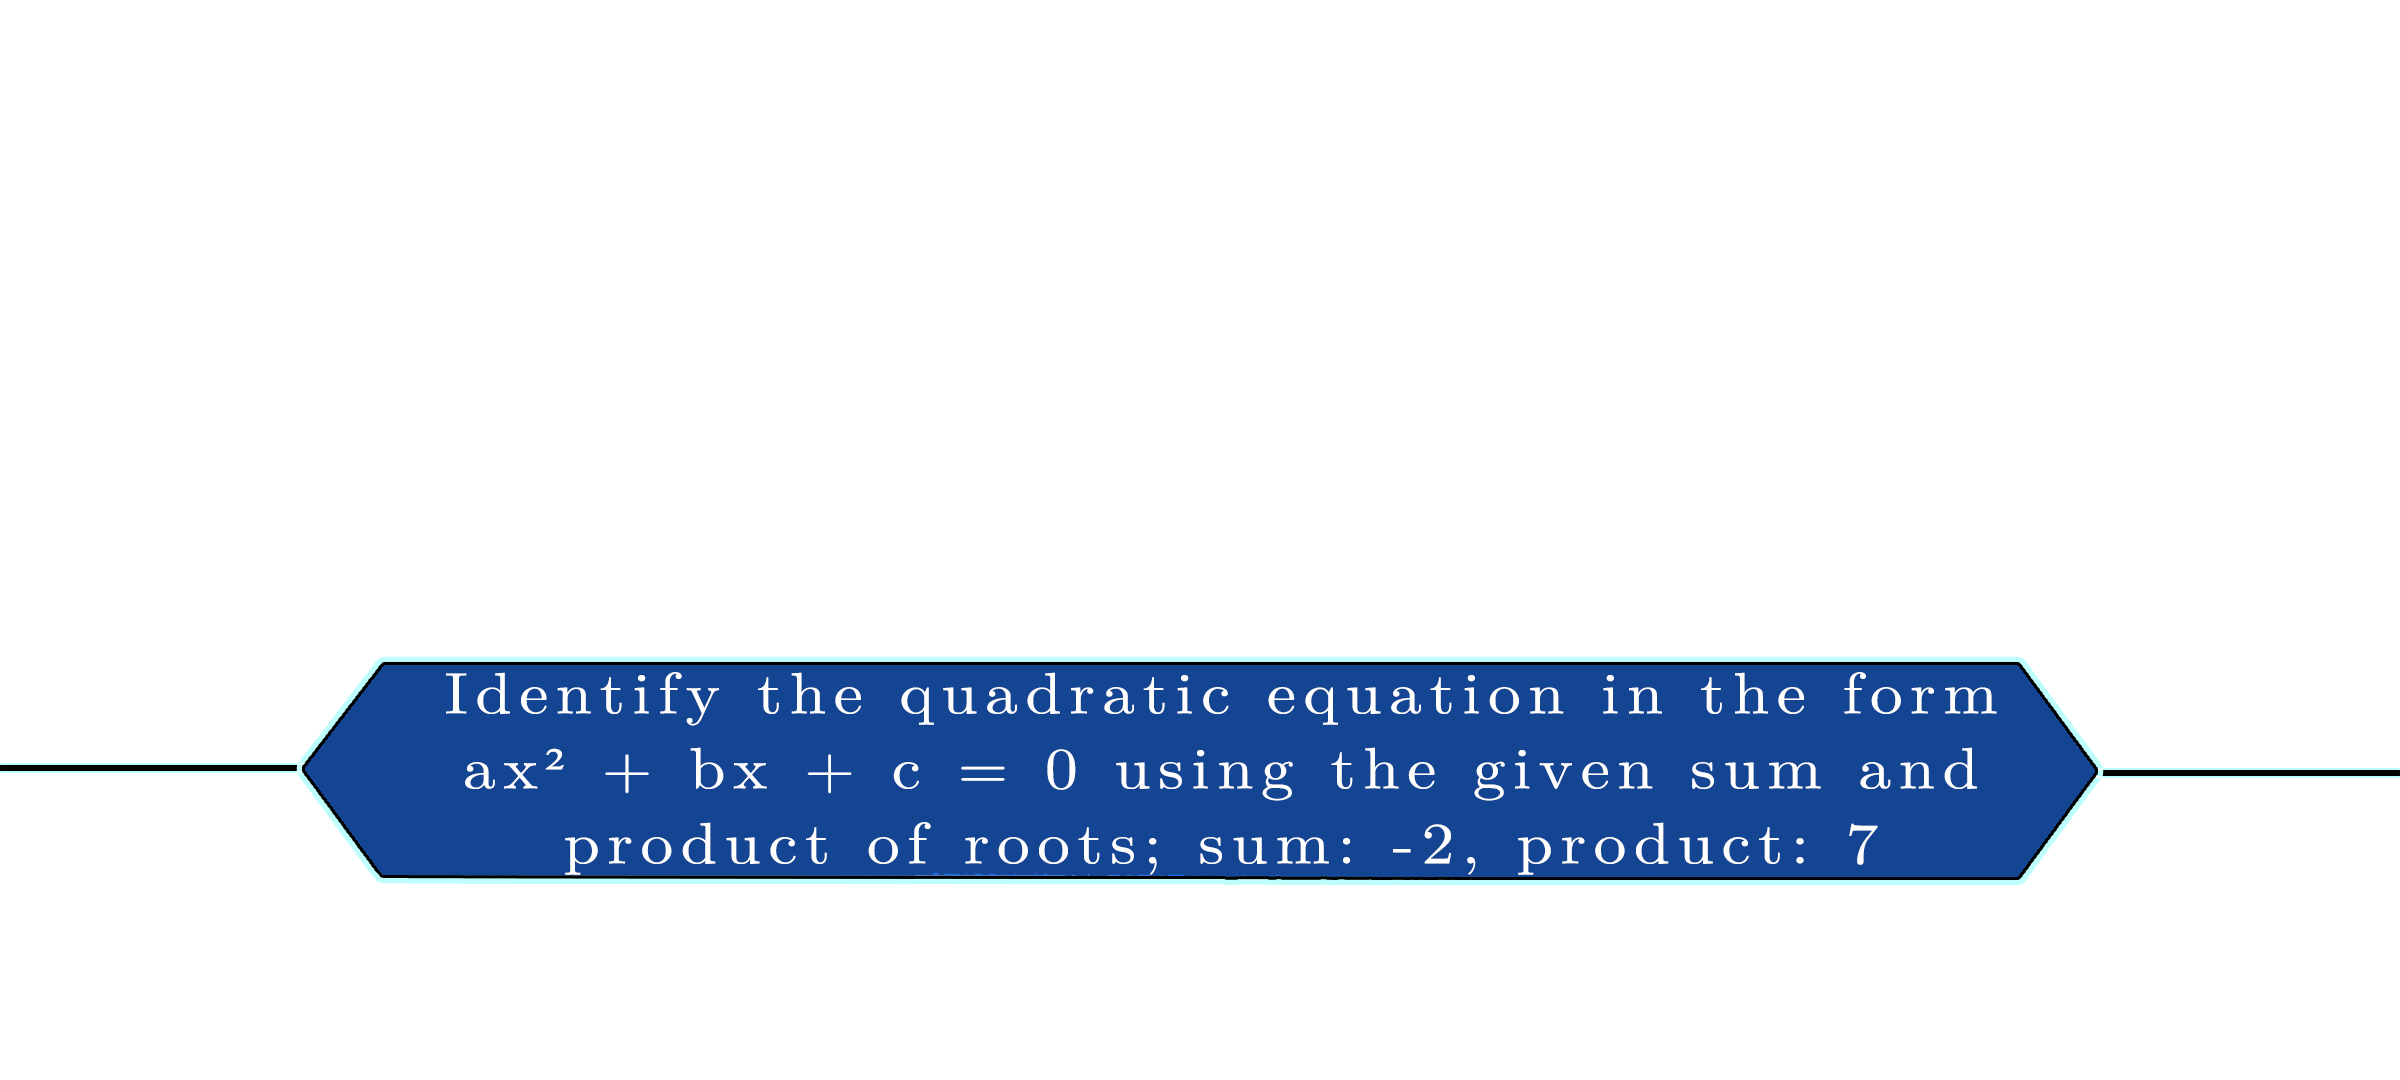 Identify the quadratic equation in the form
ax² + bx + c = 0 using the given sum and
product of roots; sum: -2, product: 7